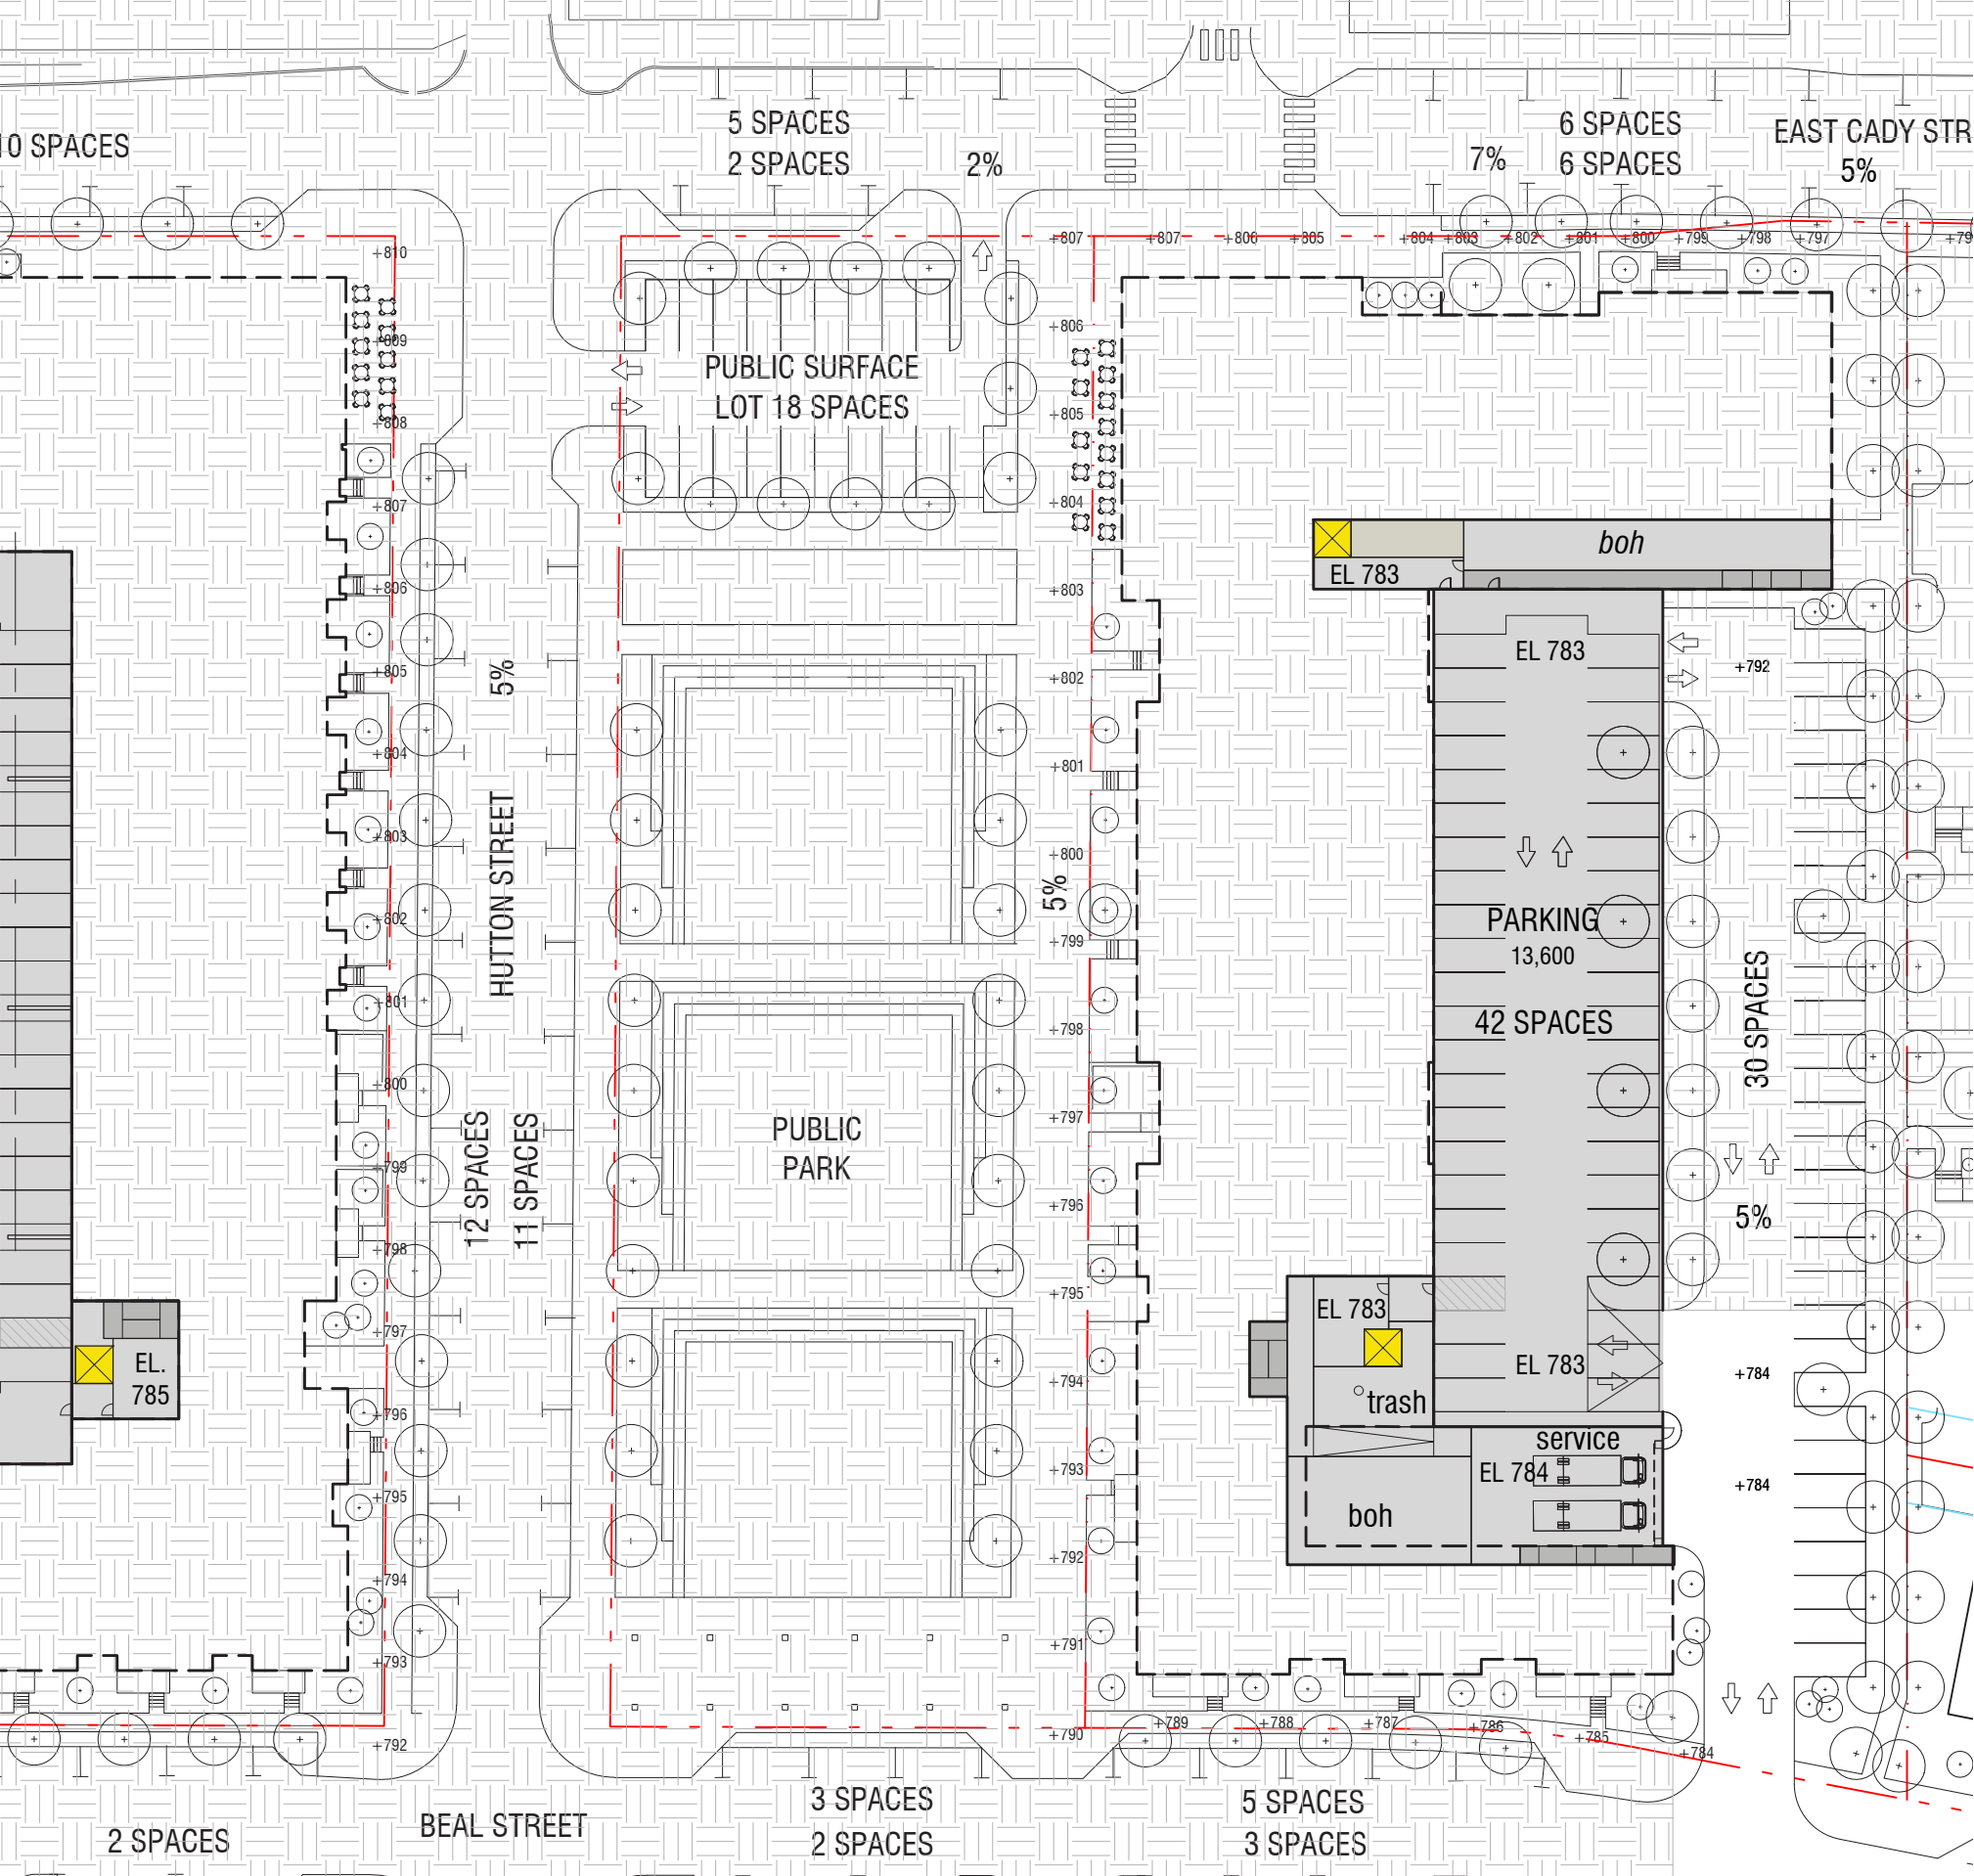 5 SPACES
2 SPACES
2%
6 SPACES
6 SPACES
7%
EAST CADY STR
5%
10 SPACES
+810
+809
+808
+807
+806
+805
+804
+803
+802
+801
+800
+799
+798
+797
+796
+795
+794
+793
+792
5%
HUTTON STREET
12 SPACES
11 SPACES
PUBLIC SURFACE
LOT 18 SPACES
PUBLIC
PARK
+807
+806
+805
+804
+803
+802
+801
+800
+799
+798
+797
+796
+795
+794
+793
+792
+791
+790
5%
+807
+806
+805
+804
+803
+802
+801
+800
+799
+798
+797
+79
boh
EL 783
EL 783
+792
PARKING
13,600
42 SPACES
30 SPACES
5%
EL 783
EL 783
trash
service
EL 784
boh
+784
+784
EL.
785
+789
+788
+787
+786
+785
+784
BEAL STREET
2 SPACES
3 SPACES
2 SPACES
5 SPACES
3 SPACES